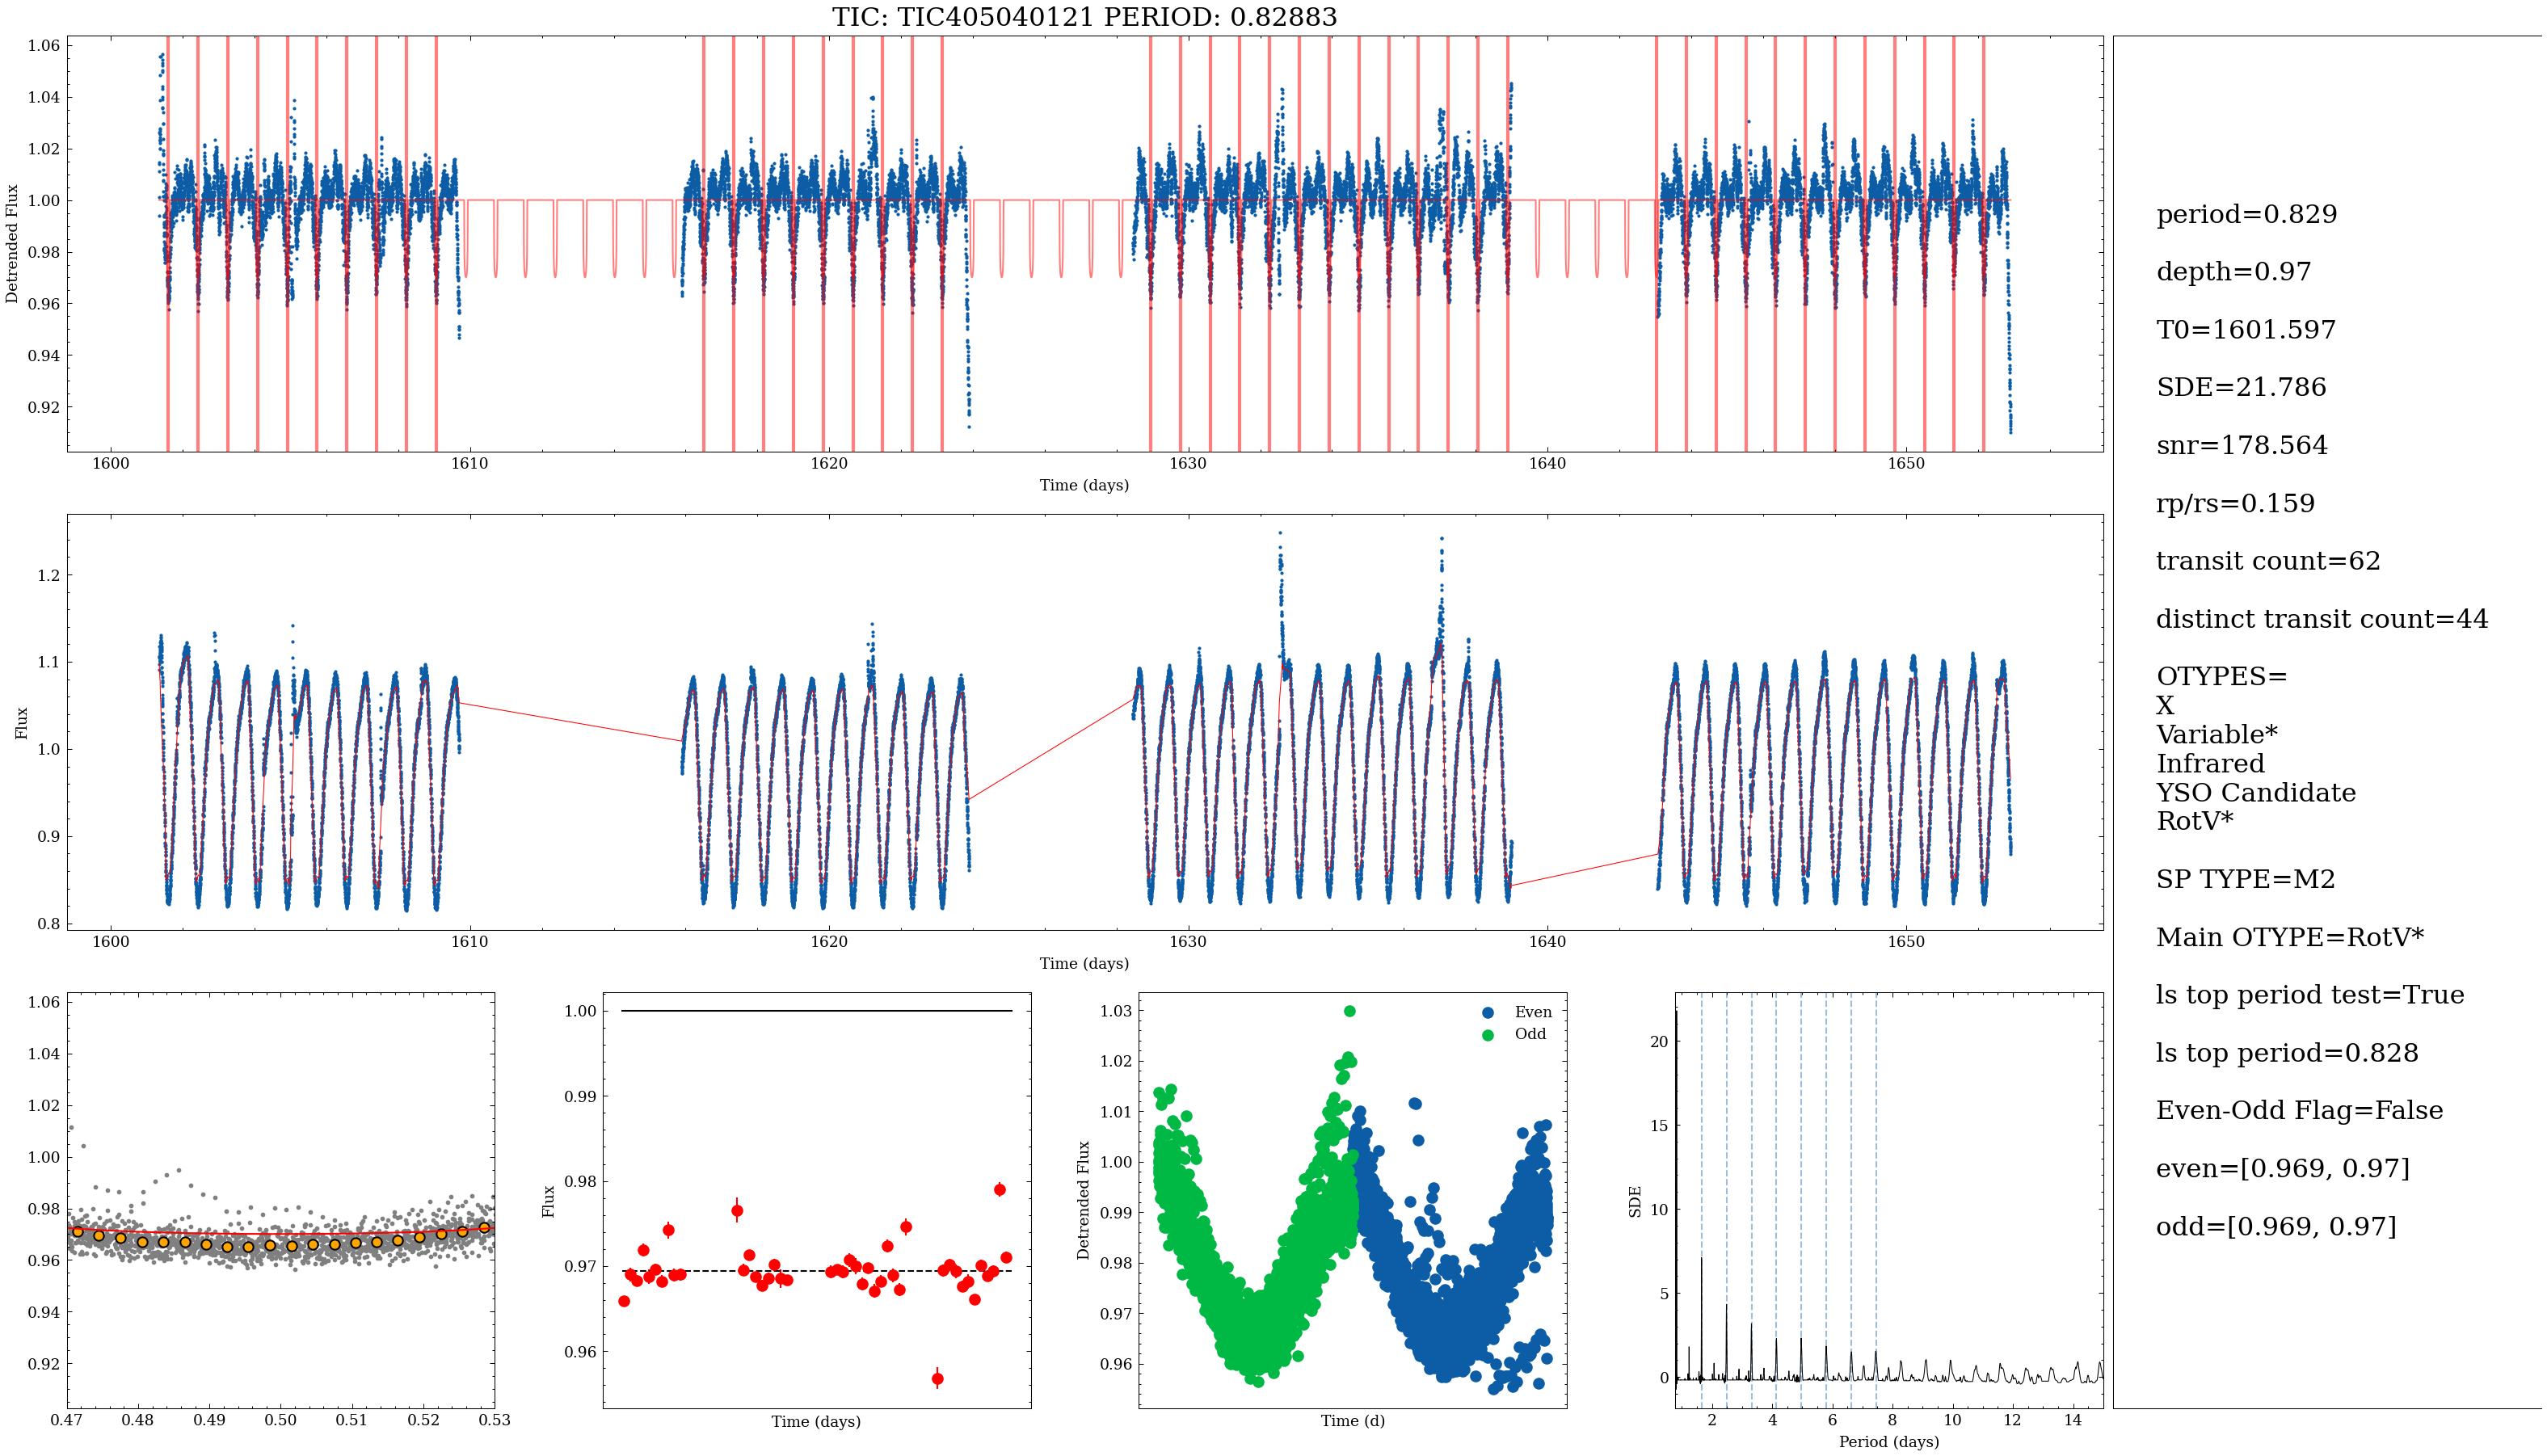 TIC: TIC405040121 PERIOD: 0.82883
1.06
1.04
1.02
1.00
0.98
0.96
0.94
0.92
Detrended Flux
1600
1610
1620
1630
1640
1650
Time (days)
1.2
1.1
1.0
0.9
0.8
Flux
1600
1610
1620
1630
1640
1650
Time (days)
1.06
1.04
1.02
1.00
0.98
0.96
0.94
0.92
0.47
0.48
0.49
0.50
0.51
0.52
0.53
1.00
0.99
0.98
0.97
0.96
Flux
Time (days)
1.03
1.02
1.01
1.00
0.99
0.98
0.97
0.96
Detrended Flux
Even
Odd
Time (d)
20
15
10
5
0
SDE
2
4
6
8
10
12
14
Period (days)
period=0.829
depth=0.97
T0=1601.597
SDE=21.786
snr=178.564
rp/rs=0.159
transit count=62
distinct transit count=44
OTYPES=
X
Variable*
Infrared
YSO Candidate
RotV*
SP TYPE=M2
Main OTYPE=RotV*
ls top period test=True
ls top period=0.828
Even-Odd Flag=False
even=[0.969, 0.97]
odd=[0.969, 0.97]